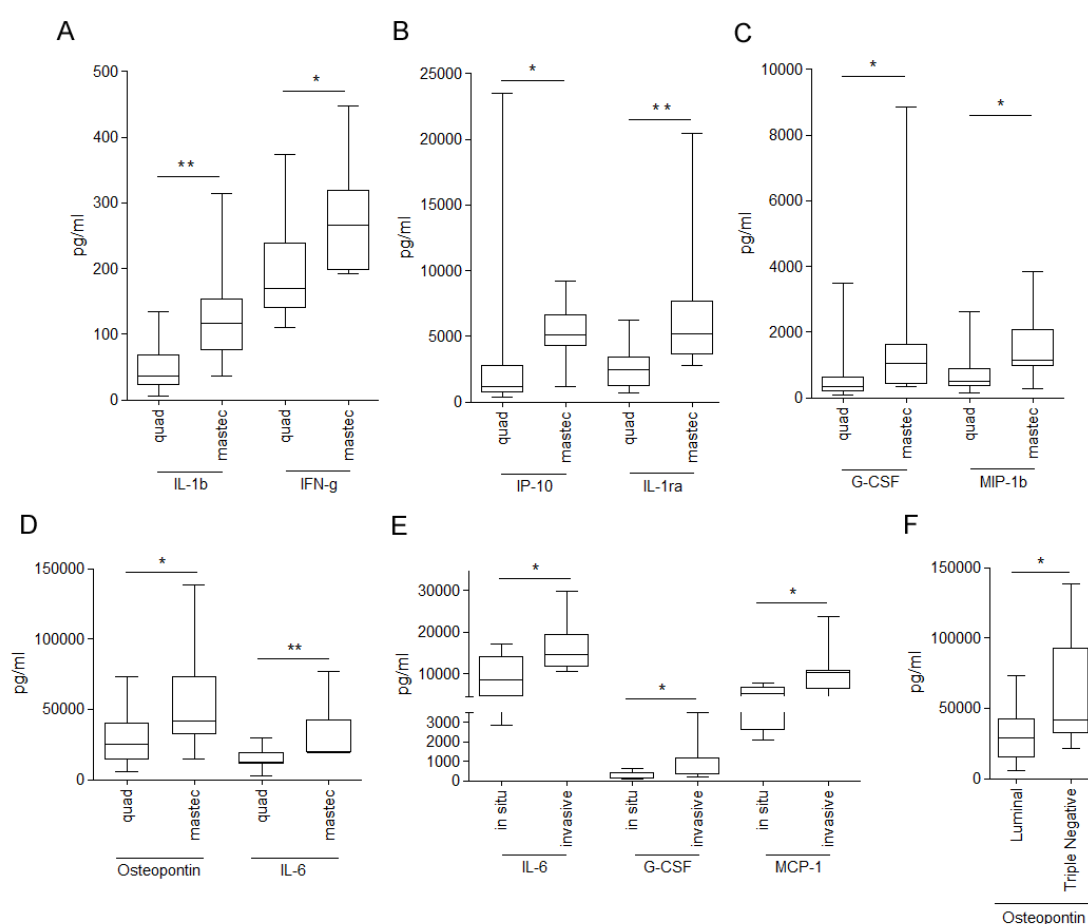 A
B
C
500
400
300
200
100
0
pg/ml
**
*
quad
mastec
quad
mastec
IL-1b
IFN-g
25000
20000
15000
10000
5000
0
pg/ml
*
**
quad
mastec
quad
mastec
IP-10
IL-1ra
10000
8000
6000
4000
2000
0
pg/ml
*
*
quad
mastec
quad
mastec
G-CSF
MIP-1b
D
E
F
150000
100000
50000
0
pg/ml
*
**
quad
mastec
quad
mastec
Osteopontin
IL-6
30000
20000
10000
3000
2000
1000
0
pg/ml
*
*
*
in situ
invasive
in situ
invasive
in situ
invasive
IL-6
G-CSF
MCP-1
150000
100000
50000
0
pg/ml
*
Luminal
Triple Negative
Osteopontin